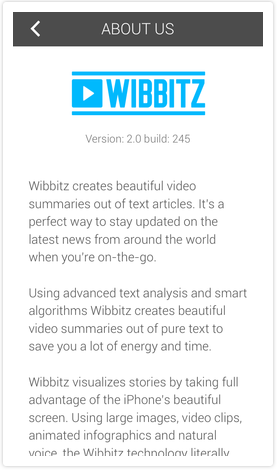 ABOUT US
WIBBITZ
Version: 2.0 build: 245
Wibbitz creates beautiful video
summaries out of text articles. It's a
perfect way to stay updated on the
latest news from around the world
when you're on-the-go.
Using advanced text analysis and smart
algorithms Wibbitz creates beautiful
video summaries out of pure text to
save you a lot of energy and time.
Wibbitz visualizes stories by taking full
advantage of the iPhone's beautiful
screen. Using large images, video clips,
animated infographics and natural
voice, the Wibbitz technology literally